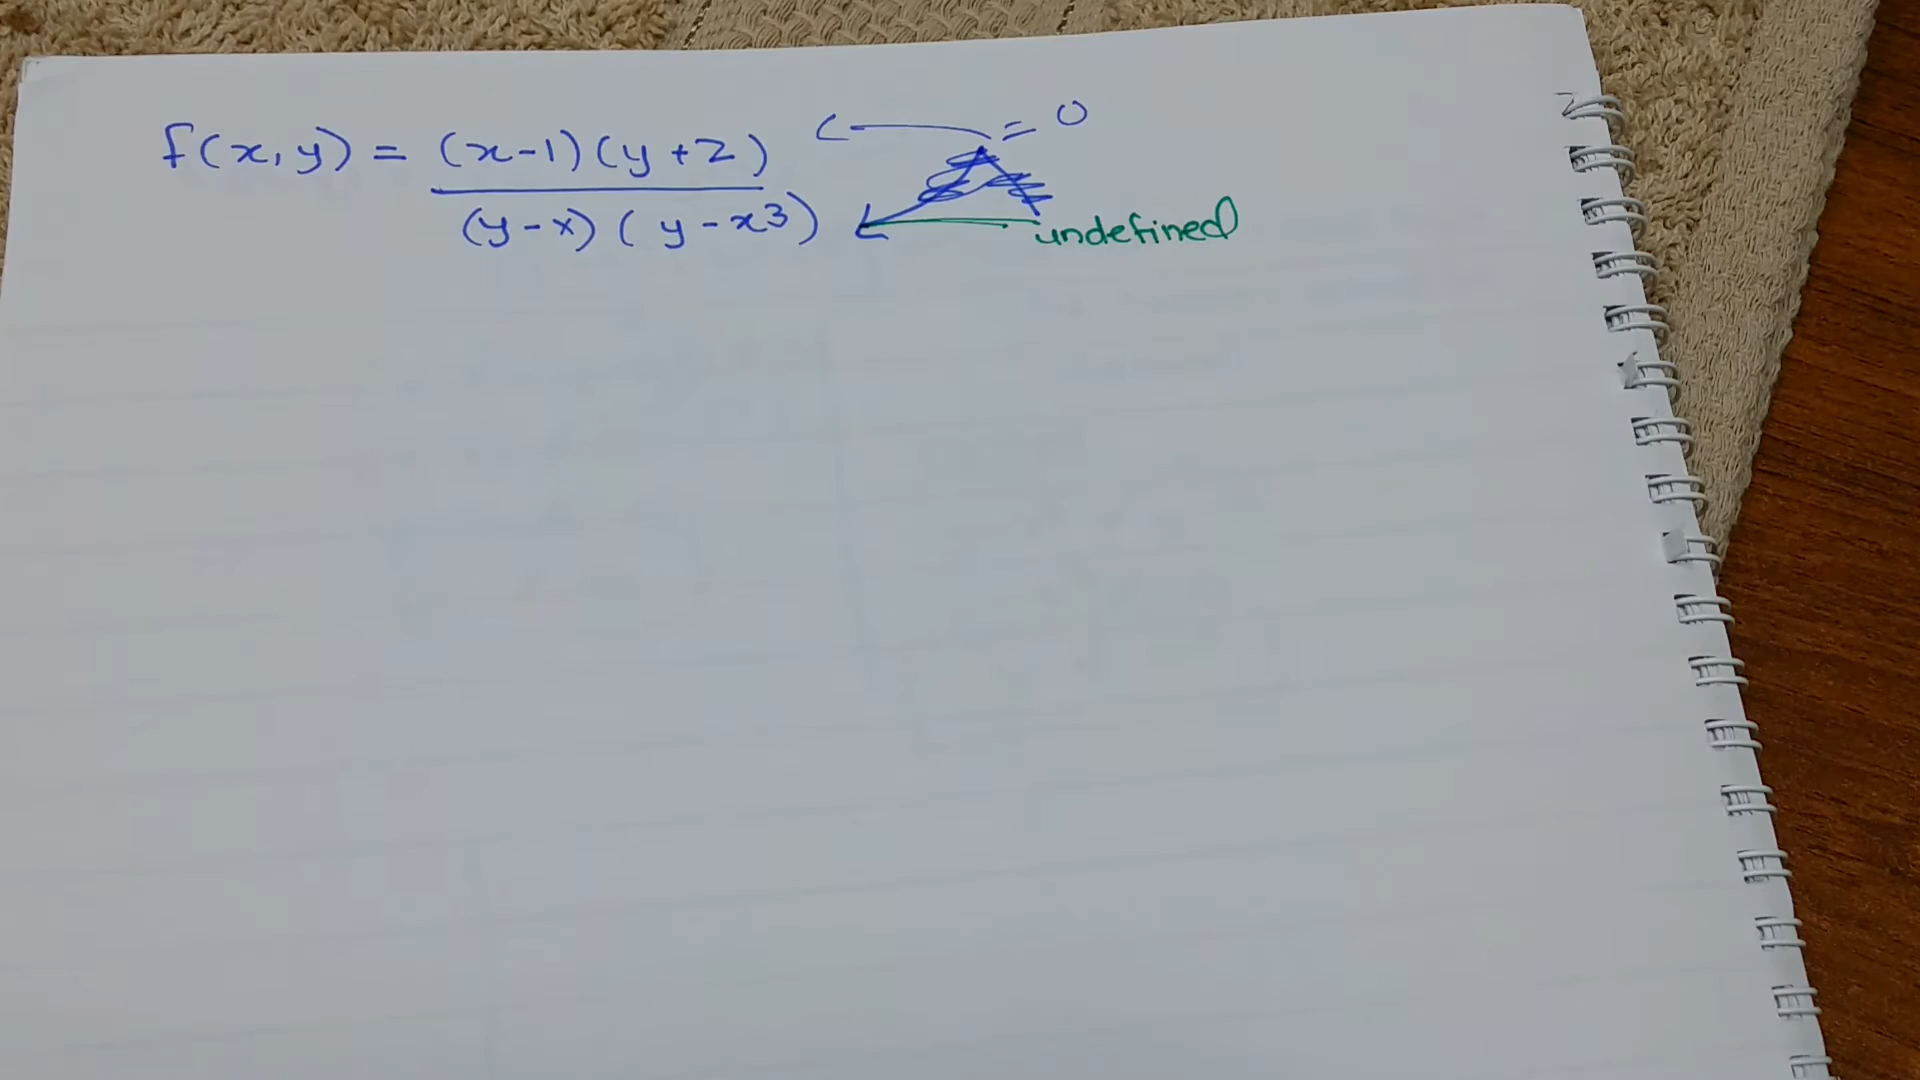 f(x,y) = (x-1)(y+2) = 0
(y-x)(y-x3) undefined